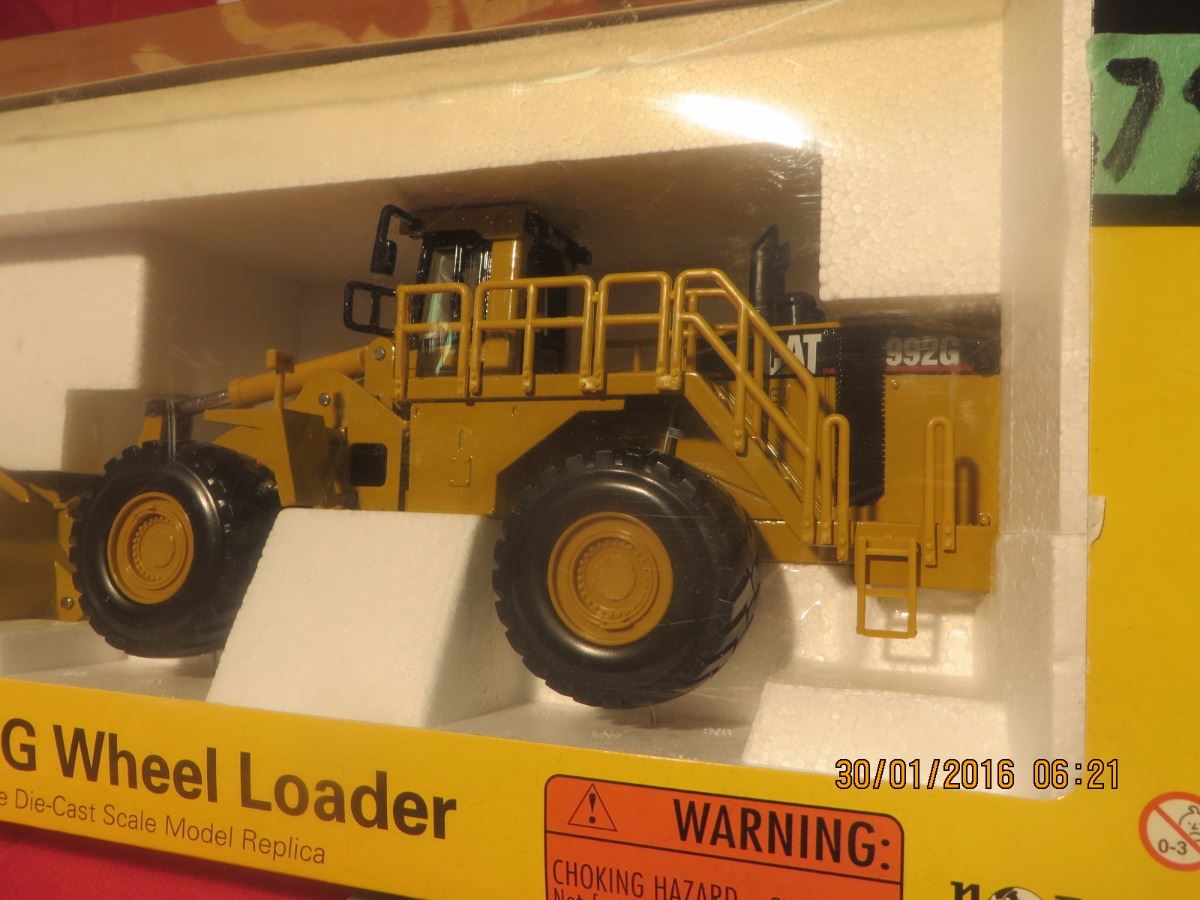 7
CAT
992G
G Wheel Loader
e Die-Cast Scale Model Replica
30/01/2016 06:21
WARNING:
CHOKING HAZARD
0-3